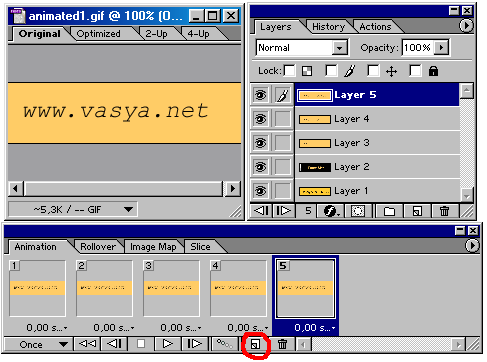 animated1.gif @ 100% (O...
Original Optimized 2-Up 4-Up
www.vasya.net
~5,3K / -- GIF
Layers History Actions
Normal Opacity: 100%
Lock:
Layer 5
Layer 4
Layer 3
Layer 2
Layer 1
5
Animation Rollover Image Map Slice
1 2 3 4 5
0,00 s... 0,00 s... 0,00 s... 0,00 s... 0,00 s...
Once